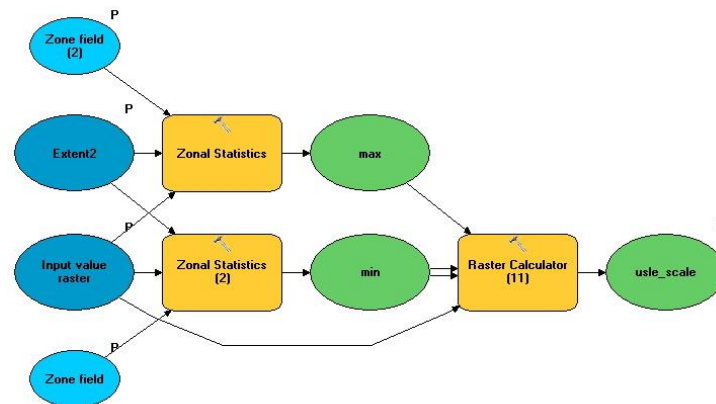 P
Zone field
(2)
P
Extent2
Zonal Statistics
max
P
Input value
raster
Zonal Statistics
(2)
min
Raster Calculator
(11)
usle_scale
P
Zone field